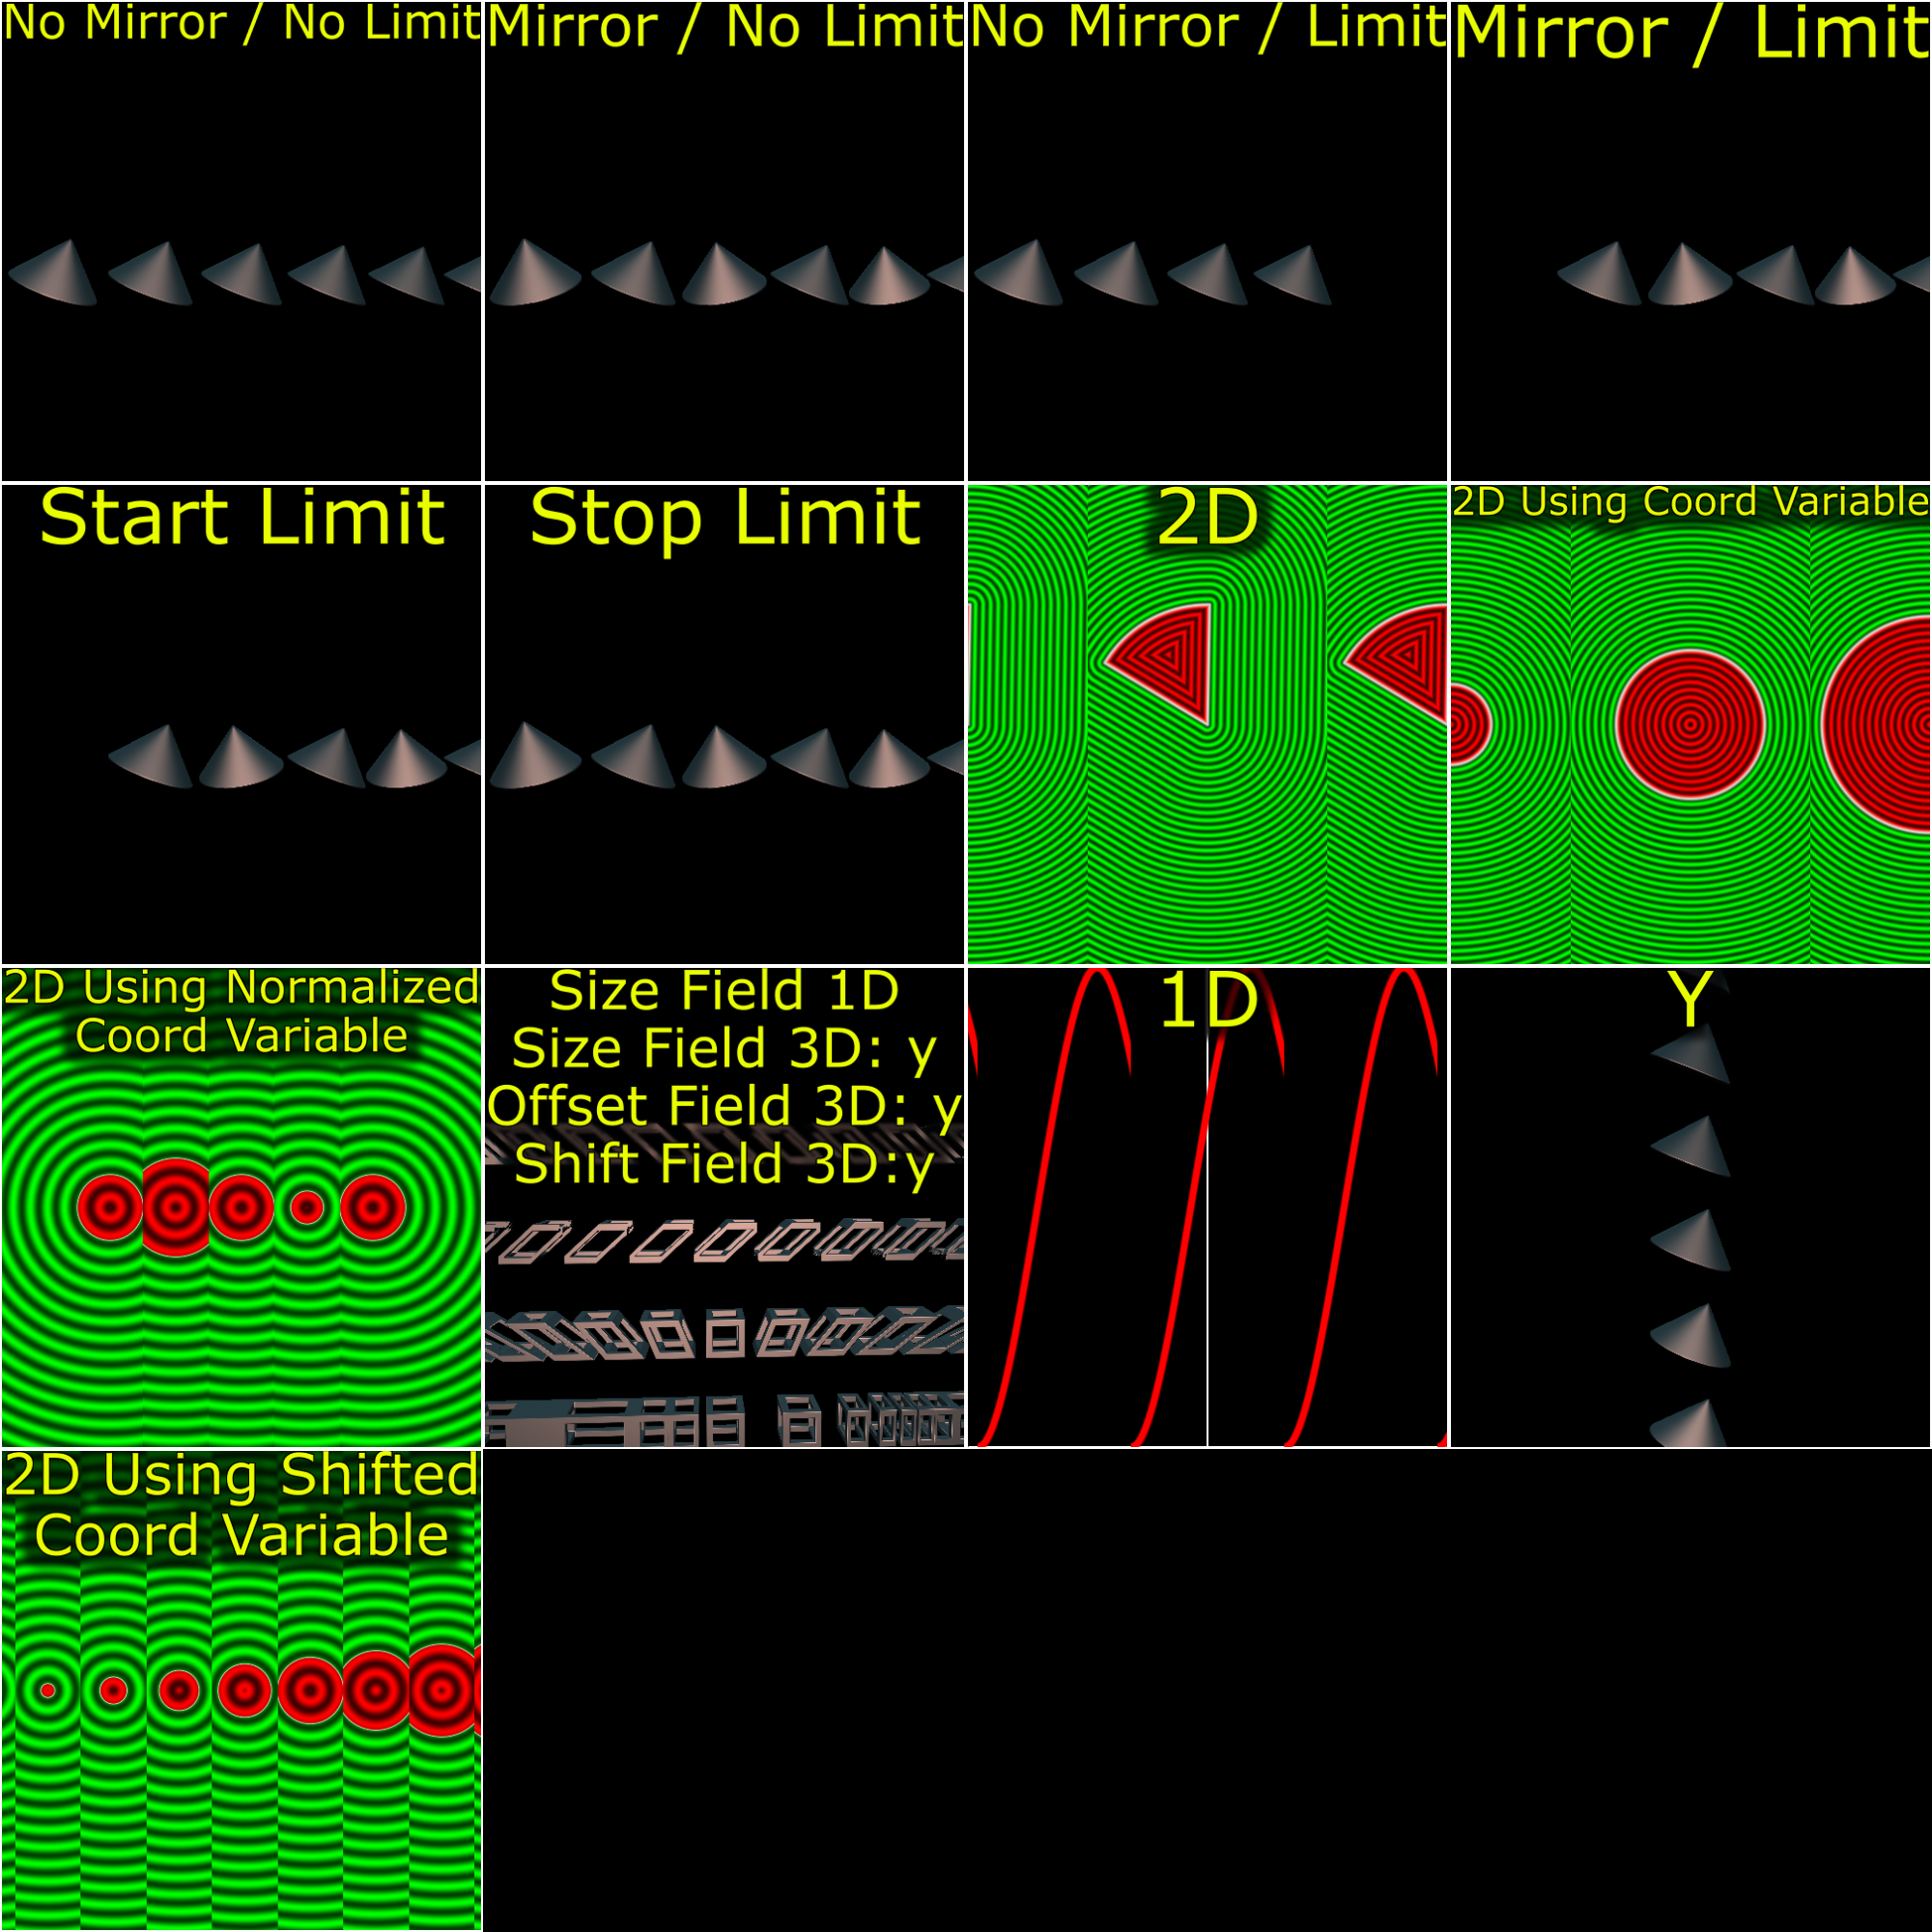 No Mirror / No Limit
Mirror / No Limit
No Mirror / Limit
Mirror / Limit
Start Limit
Stop Limit
2D
2D Using Coord Variable
2D Using Normalized
Coord Variable
Size Field 1D
Size Field 3D: y
Offset Field 3D: y
Shift Field 3D:y
1D
Y
2D Using Shifted
Coord Variable